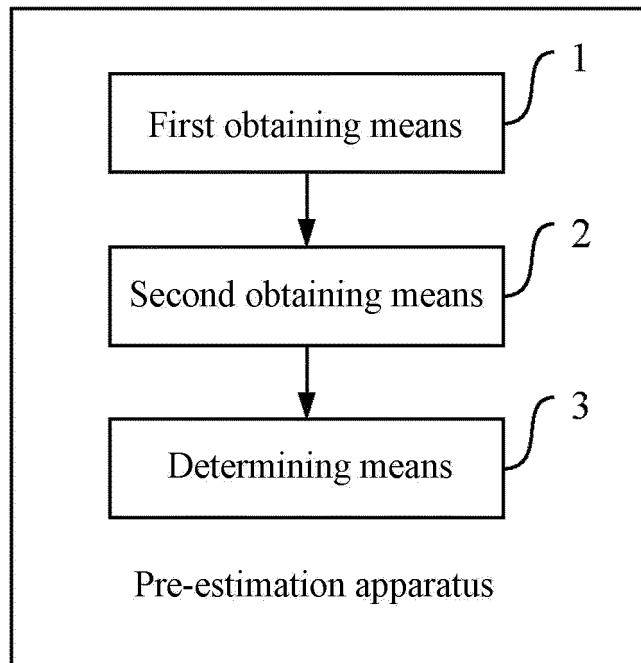 1
First obtaining means
2
Second obtaining means
3
Determining means
Pre-estimation apparatus